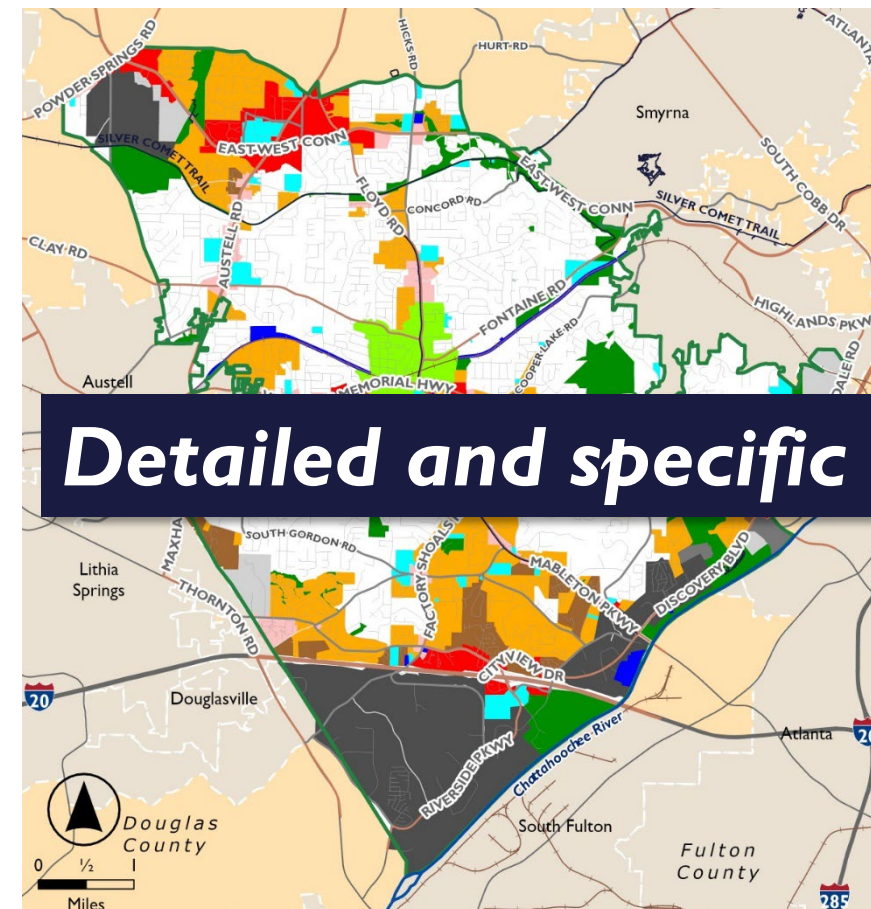 ATLANTA
HICKS RD
HURT RD
POWDER SPRINGS RD
Smyrna
EAST-WEST CONN
SILVER COMET TRAIL
SOUTH COBB DR
EAST-WEST CONN
FLOYD RD
CONCORD RD
SILVER COMET TRAIL
AUSTELL RD
CLAY RD
FONTAINE RD
HIGHLANDS PKW
COOPER LAKE RD
DALE RD
Austell
MEMORIAL HWY
Detailed and specific
MAXHA
SOUTH GORDON RD
FACTORY SHOALS
MABLETON PKWY
DISCOVERY BLVD
Lithia
Springs
THORNTON RD
CITYVIEW DR
20
Douglasville
Atlanta
20
RIVERSIDE PKWY
Chattahoochee River
Douglas
County
South Fulton
Fulton
County
0 ½ 1
Miles
285